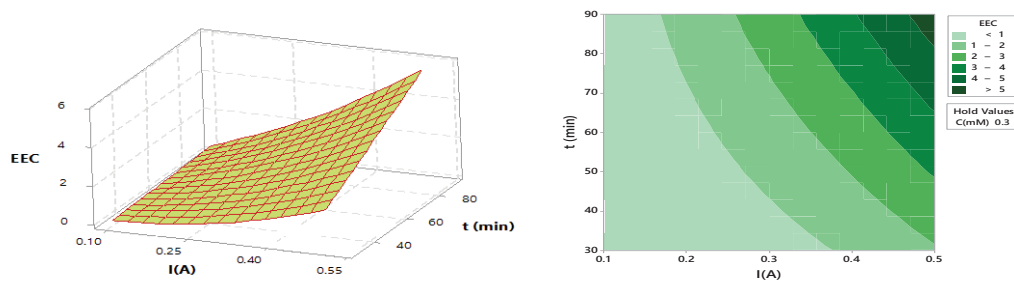 6
4
EEC
2
0
0.10
0.25
0.40
0.55
I(A)
40
60
80
t (min)
90
80
70
60
50
40
30
t (min)
0.1
0.2
0.3
0.4
0.5
I(A)
EEC
< 1
1 – 2
2 – 3
3 – 4
4 – 5
> 5
Hold Values
C(mM) 0.3